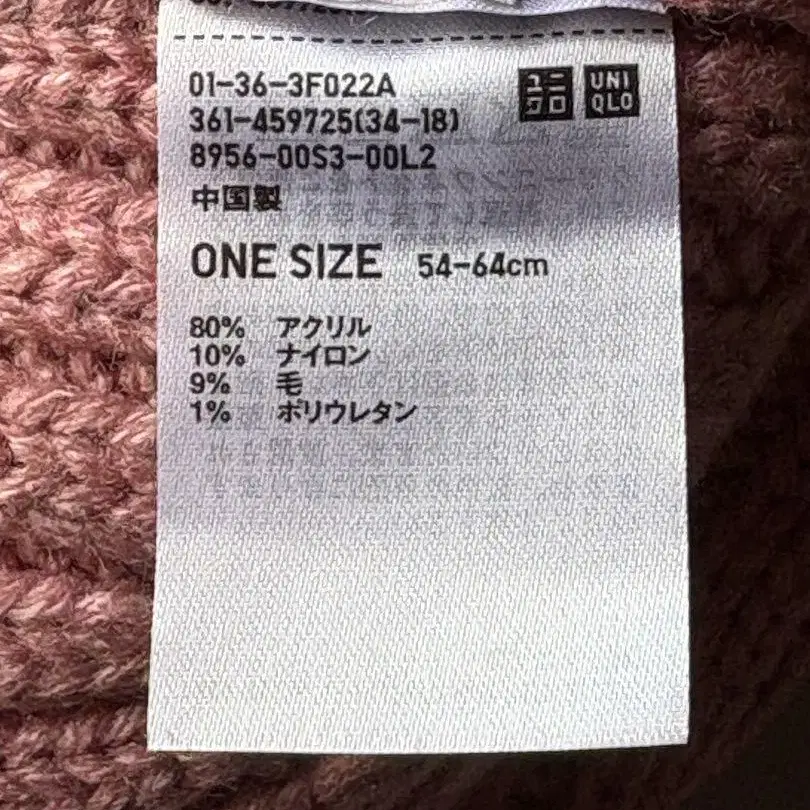 01-36-3F022A
361-459725(34-18)
8956-00S3-00L2
中国製
ユニクロ
UNIQLO
ONE SIZE 54-64cm
80% アクリル
10% ナイロン
9% 毛
1% ポリウレタン